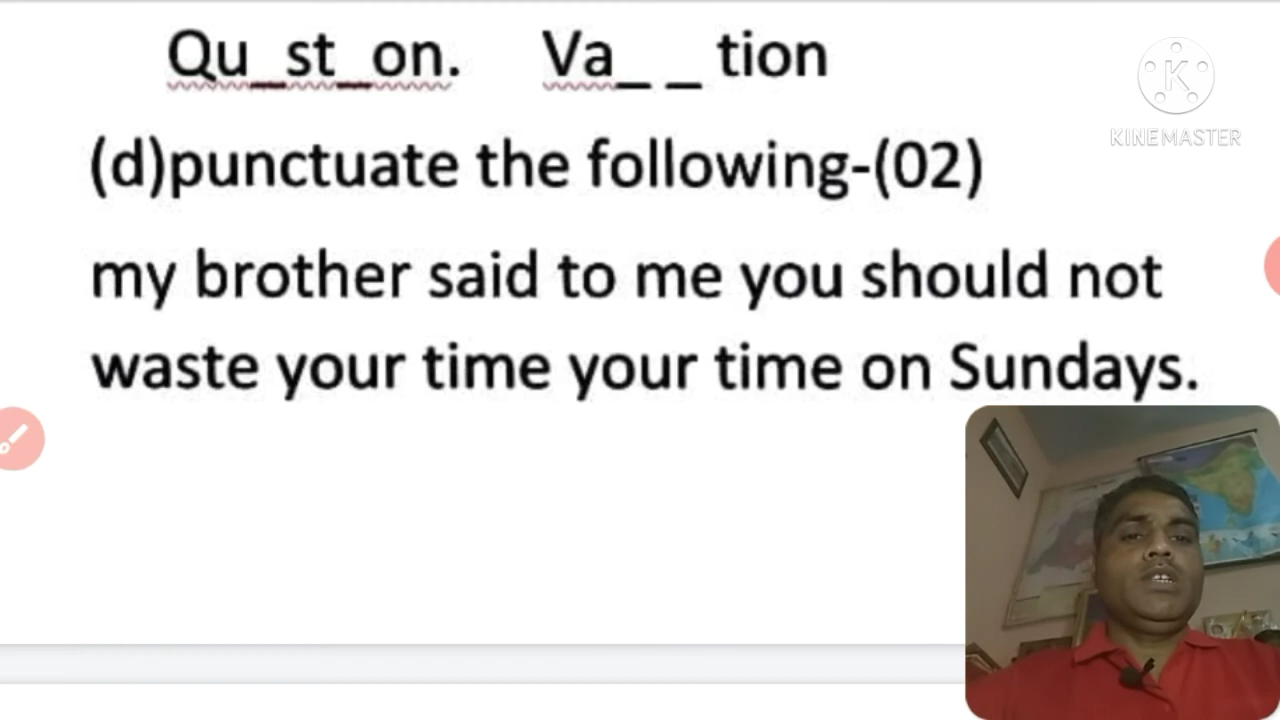 Qu_st_on. Va_ _ tion
KINEMASTER
(d)punctuate the following-(02)
my brother said to me you should not
waste your time your time on Sundays.